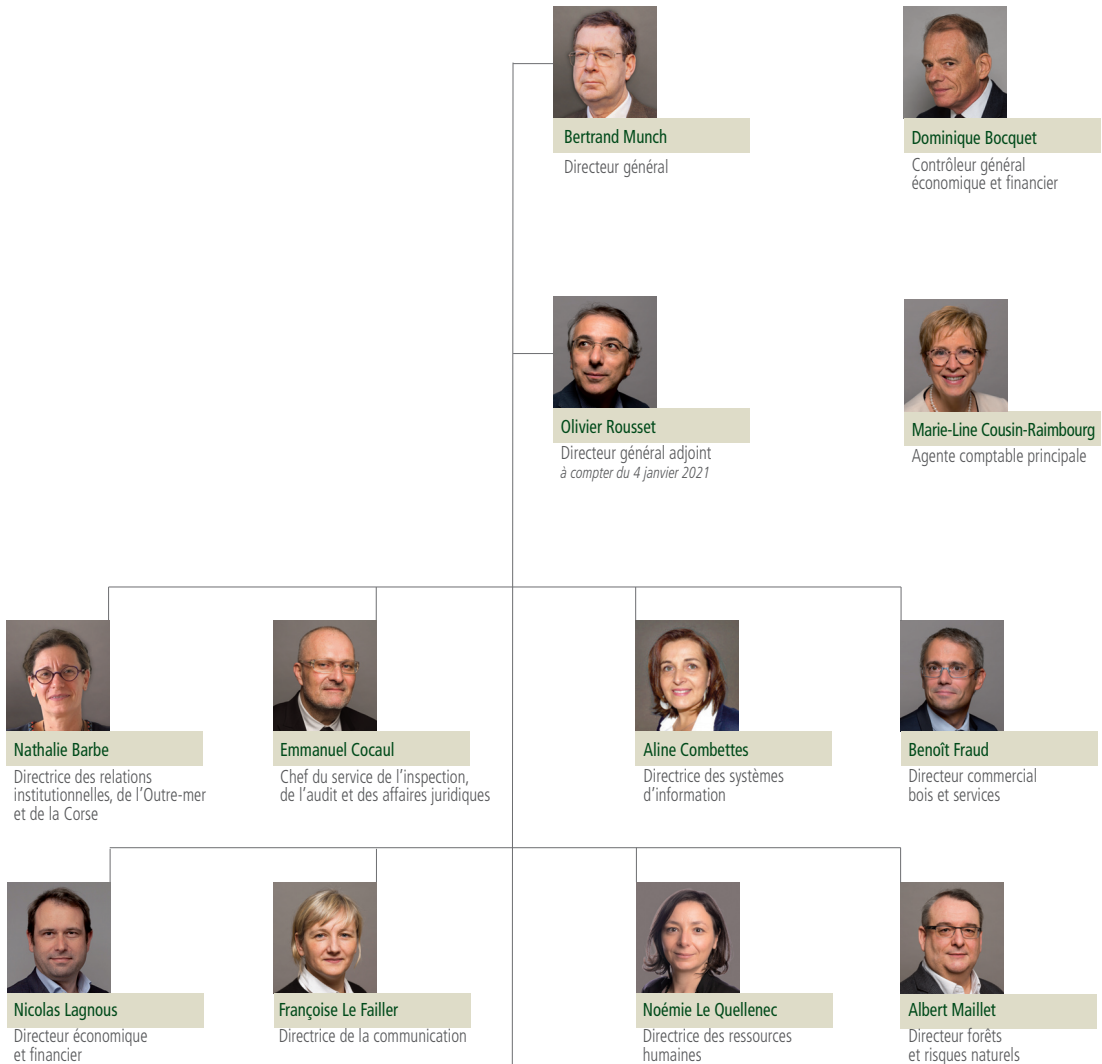 Bertrand Munch
Directeur général
Dominique Bocquet
Contrôleur général
économique et financier
Olivier Rousset
Directeur général adjoint
à compter du 4 janvier 2021
Marie-Line Cousin-Raimbourg
Agente comptable principale
Nathalie Barbe
Directrice des relations
institutionnelles, de l’Outre-mer
et de la Corse
Emmanuel Cocaul
Chef du service de l’inspection,
de l’audit et des affaires juridiques
Aline Combettes
Directrice des systèmes
d’information
Benoît Fraud
Directeur commercial
bois et services
Nicolas Lagnous
Directeur économique
et financier
Françoise Le Failler
Directrice de la communication
Noémie Le Quellenec
Directrice des ressources
humaines
Albert Maillet
Directeur forêts
et risques naturels